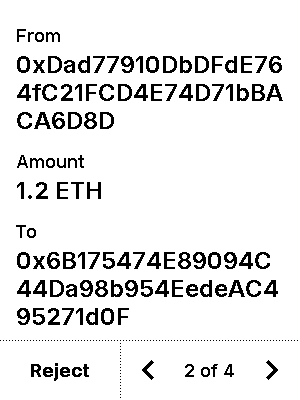 From
0xDad77910DbDFdE76
4fC21FCD4E74D71bBA
CA6D8D
Amount
1.2 ETH
To
0x6B175474E89094C
44Da98b954EedeAC4
95271d0F
Reject
2 of 4